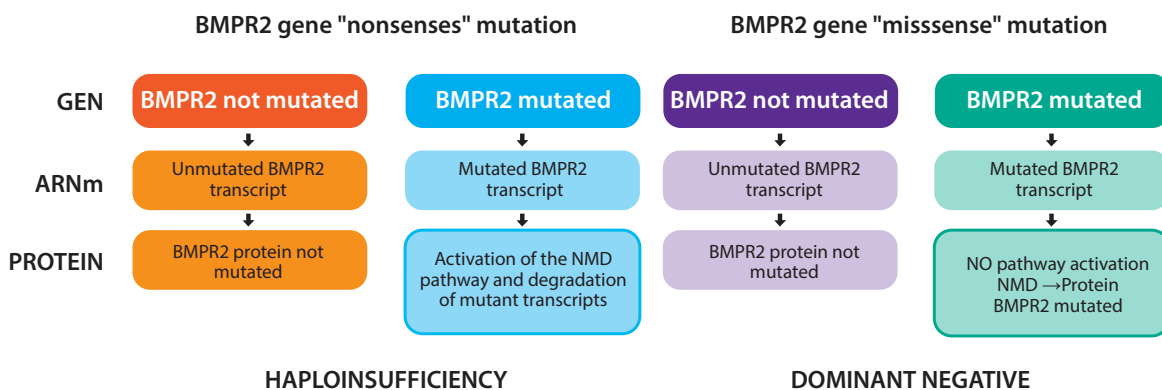 BMPR2 gene "nonsenses" mutation
BMPR2 gene "misssense" mutation
GEN
BMPR2 not mutated
BMPR2 mutated
BMPR2 not mutated
BMPR2 mutated
ARNm
Unmutated BMPR2
transcript
Mutated BMPR2
transcript
Unmutated BMPR2
transcript
Mutated BMPR2
transcript
PROTEIN
BMPR2 protein not
mutated
Activation of the NMD
pathway and degradation
of mutant transcripts
BMPR2 protein not
mutated
NO pathway activation
NMD →Protein
BMPR2 mutated
HAPLOINSUFFICIENCY
DOMINANT NEGATIVE